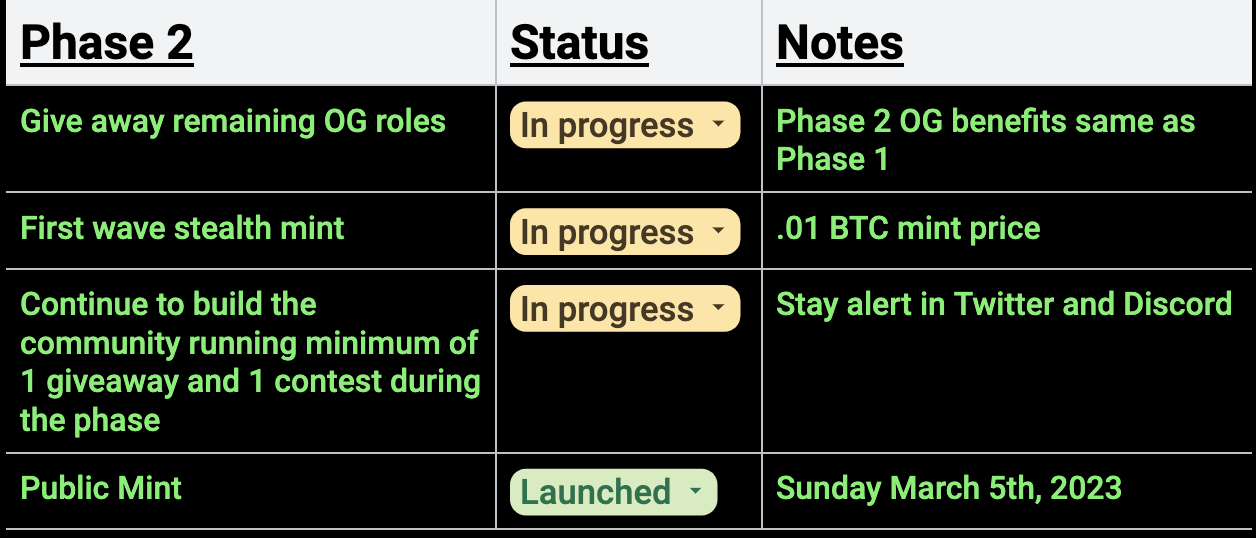 Phase 2
Status
Notes
Give away remaining OG roles
In progress
Phase 2 OG benefits same as
Phase 1
First wave stealth mint
In progress
.01 BTC mint price
Continue to build the
community running minimum of
1 giveaway and 1 contest during
the phase
In progress
Stay alert in Twitter and Discord
Public Mint
Launched
Sunday March 5th, 2023